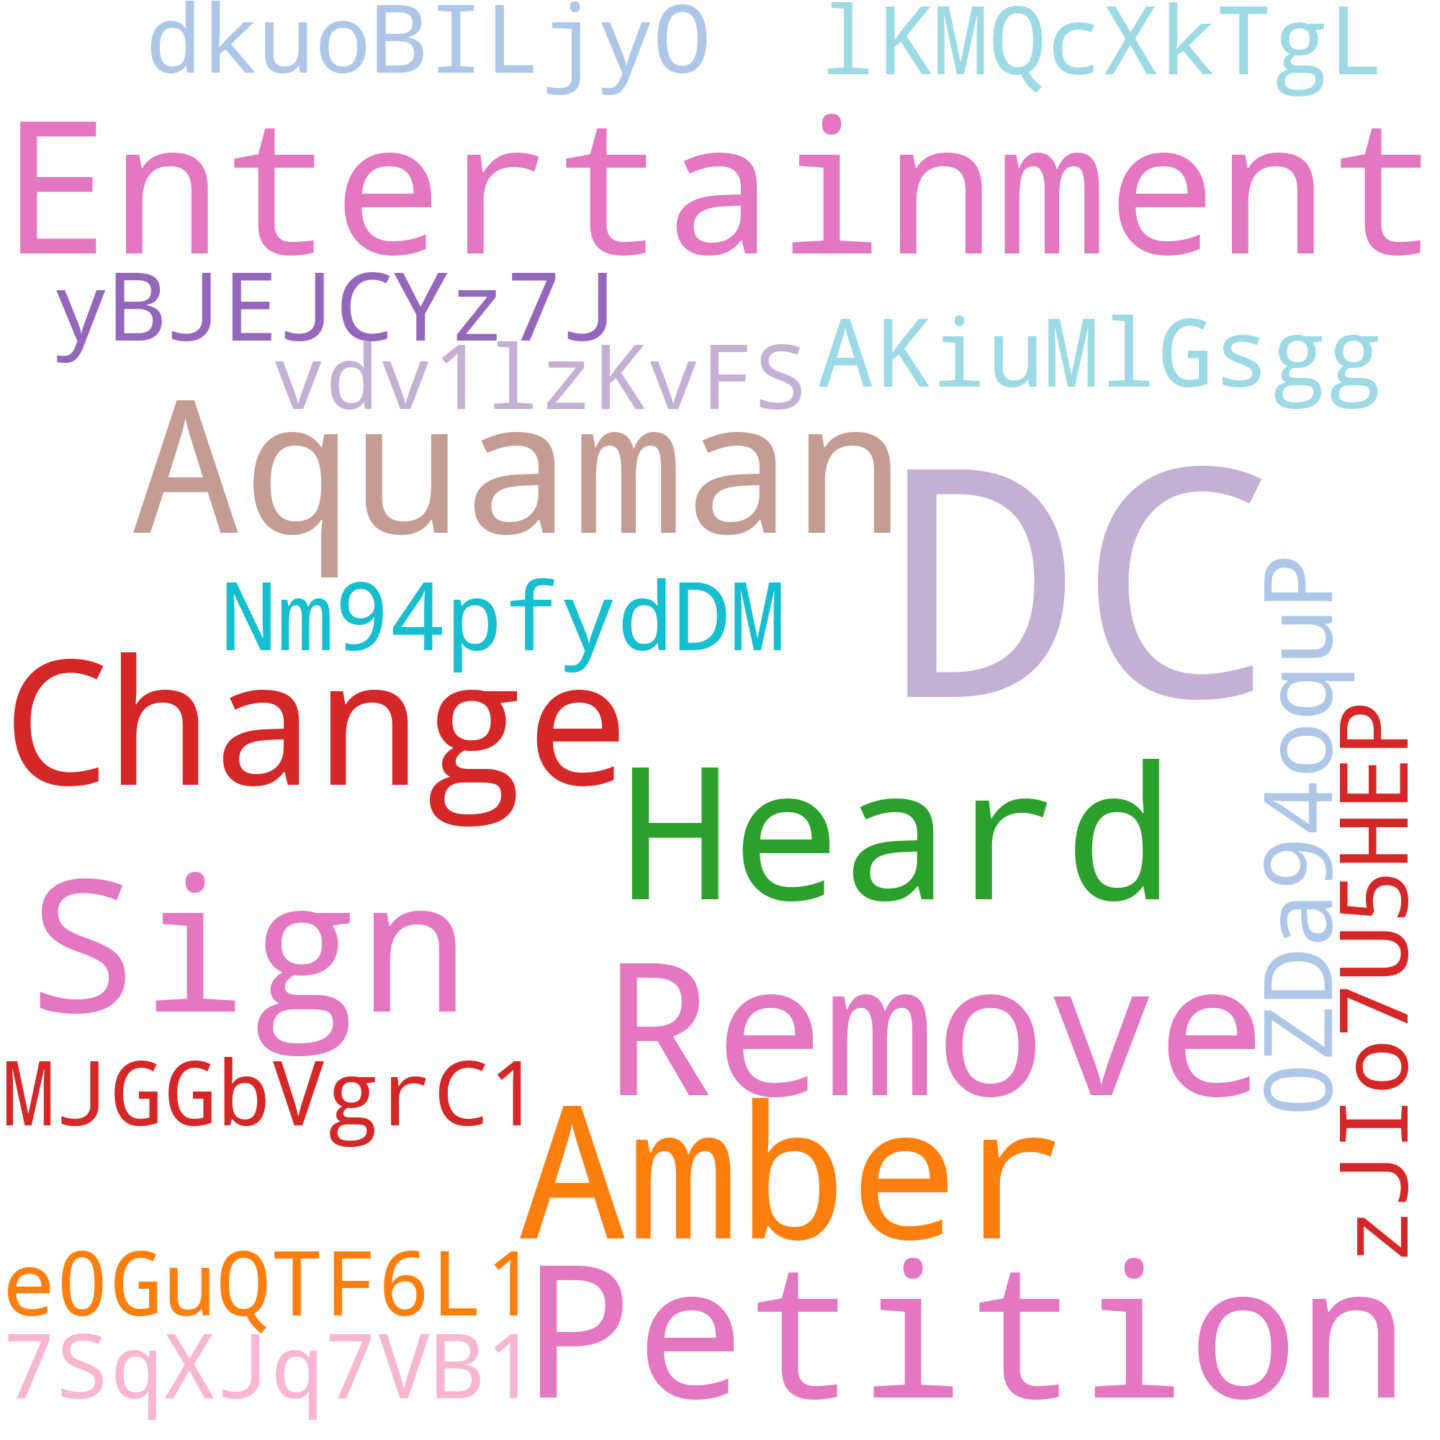 dkuoBILjyO
lKMQcXkTgL
Entertainment
yBJEJCYz7J
vdv1lzKvFS
AKiuMlGsgg
Aquaman
DC
Nm94pfydDM
0ZDa94oquP
Change
zJIo7U5HEP
Heard
Sign
Remove
MJGGbVgrC1
Amber
e0GuQTF6L1
Petition
7SqXJq7VB1